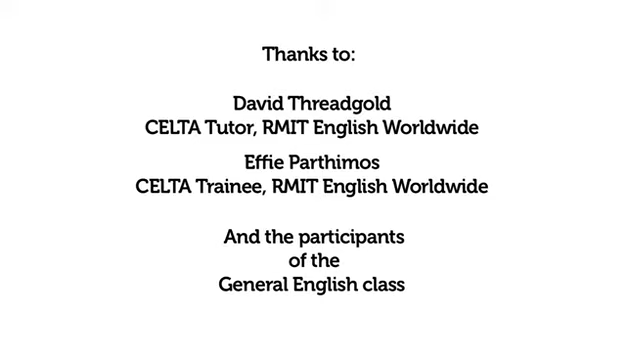 Thanks to:
David Threadgold
CELTA Tutor, RMIT English Worldwide
Effie Parthimos
CELTA Trainee, RMIT English Worldwide
And the participants
of the
General English class